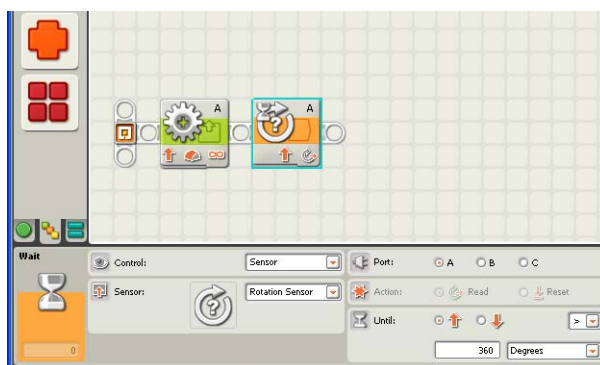 A A
Wait
Control: Sensor Port: A B C
Sensor: Rotation Sensor Action: Read Reset
Until: >
0 360 Degrees